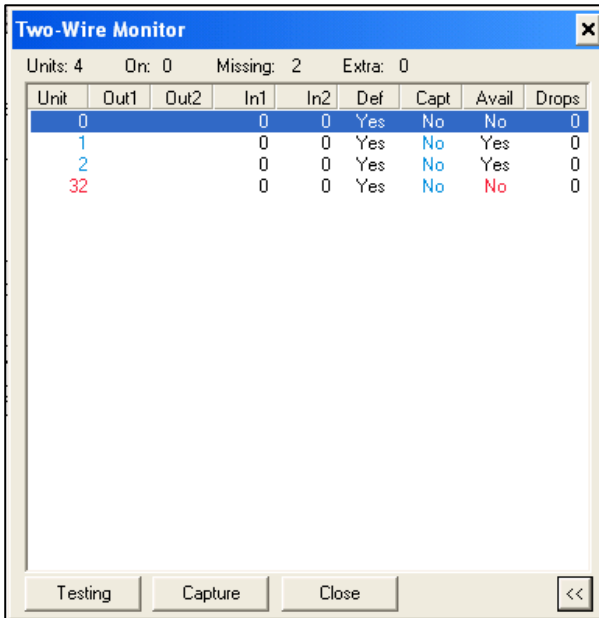 Two-Wire Monitor
Units: 4 On: 0 Missing: 2 Extra: 0
Unit Out1 Out2 In1 In2 Def Capt Avail Drops
0 0 0 Yes No No 0
1 0 0 Yes No Yes 0
2 0 0 Yes No Yes 0
32 0 0 Yes No No 0
Testing Capture Close <<